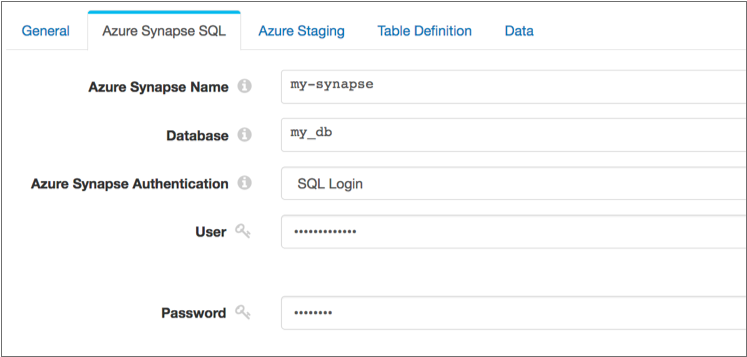 General Azure Synapse SQL Azure Staging Table Definition Data
Azure Synapse Name my-synapse
Database my_db
Azure Synapse Authentication SQL Login
User •••••••••••••
Password ••••••••